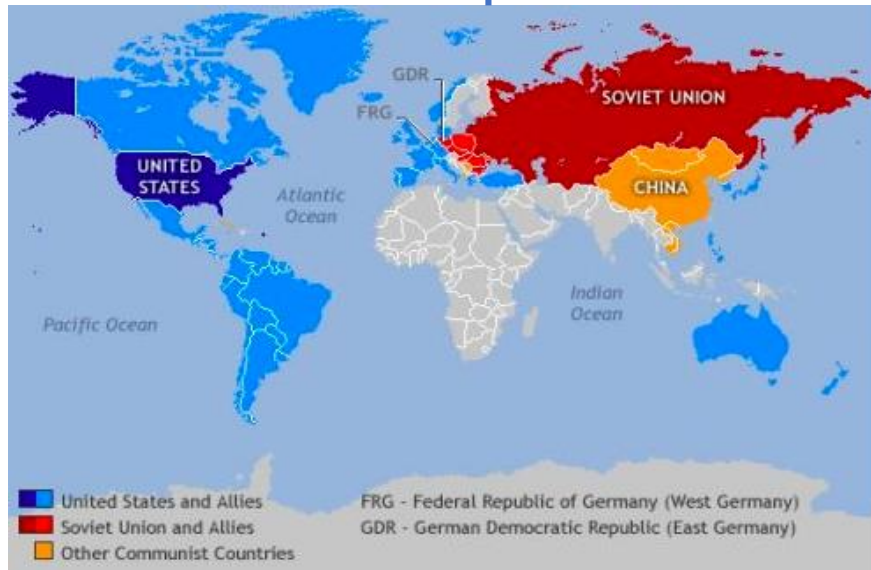 GDR
SOVIET UNION
FRG
UNITED
STATES
CHINA
Atlantic
Ocean
Indian
Ocean
Pacific Ocean
United States and Allies
FRG - Federal Republic of Germany (West Germany)
Soviet Union and Allies
GDR - German Democratic Republic (East Germany)
Other Communist Countries